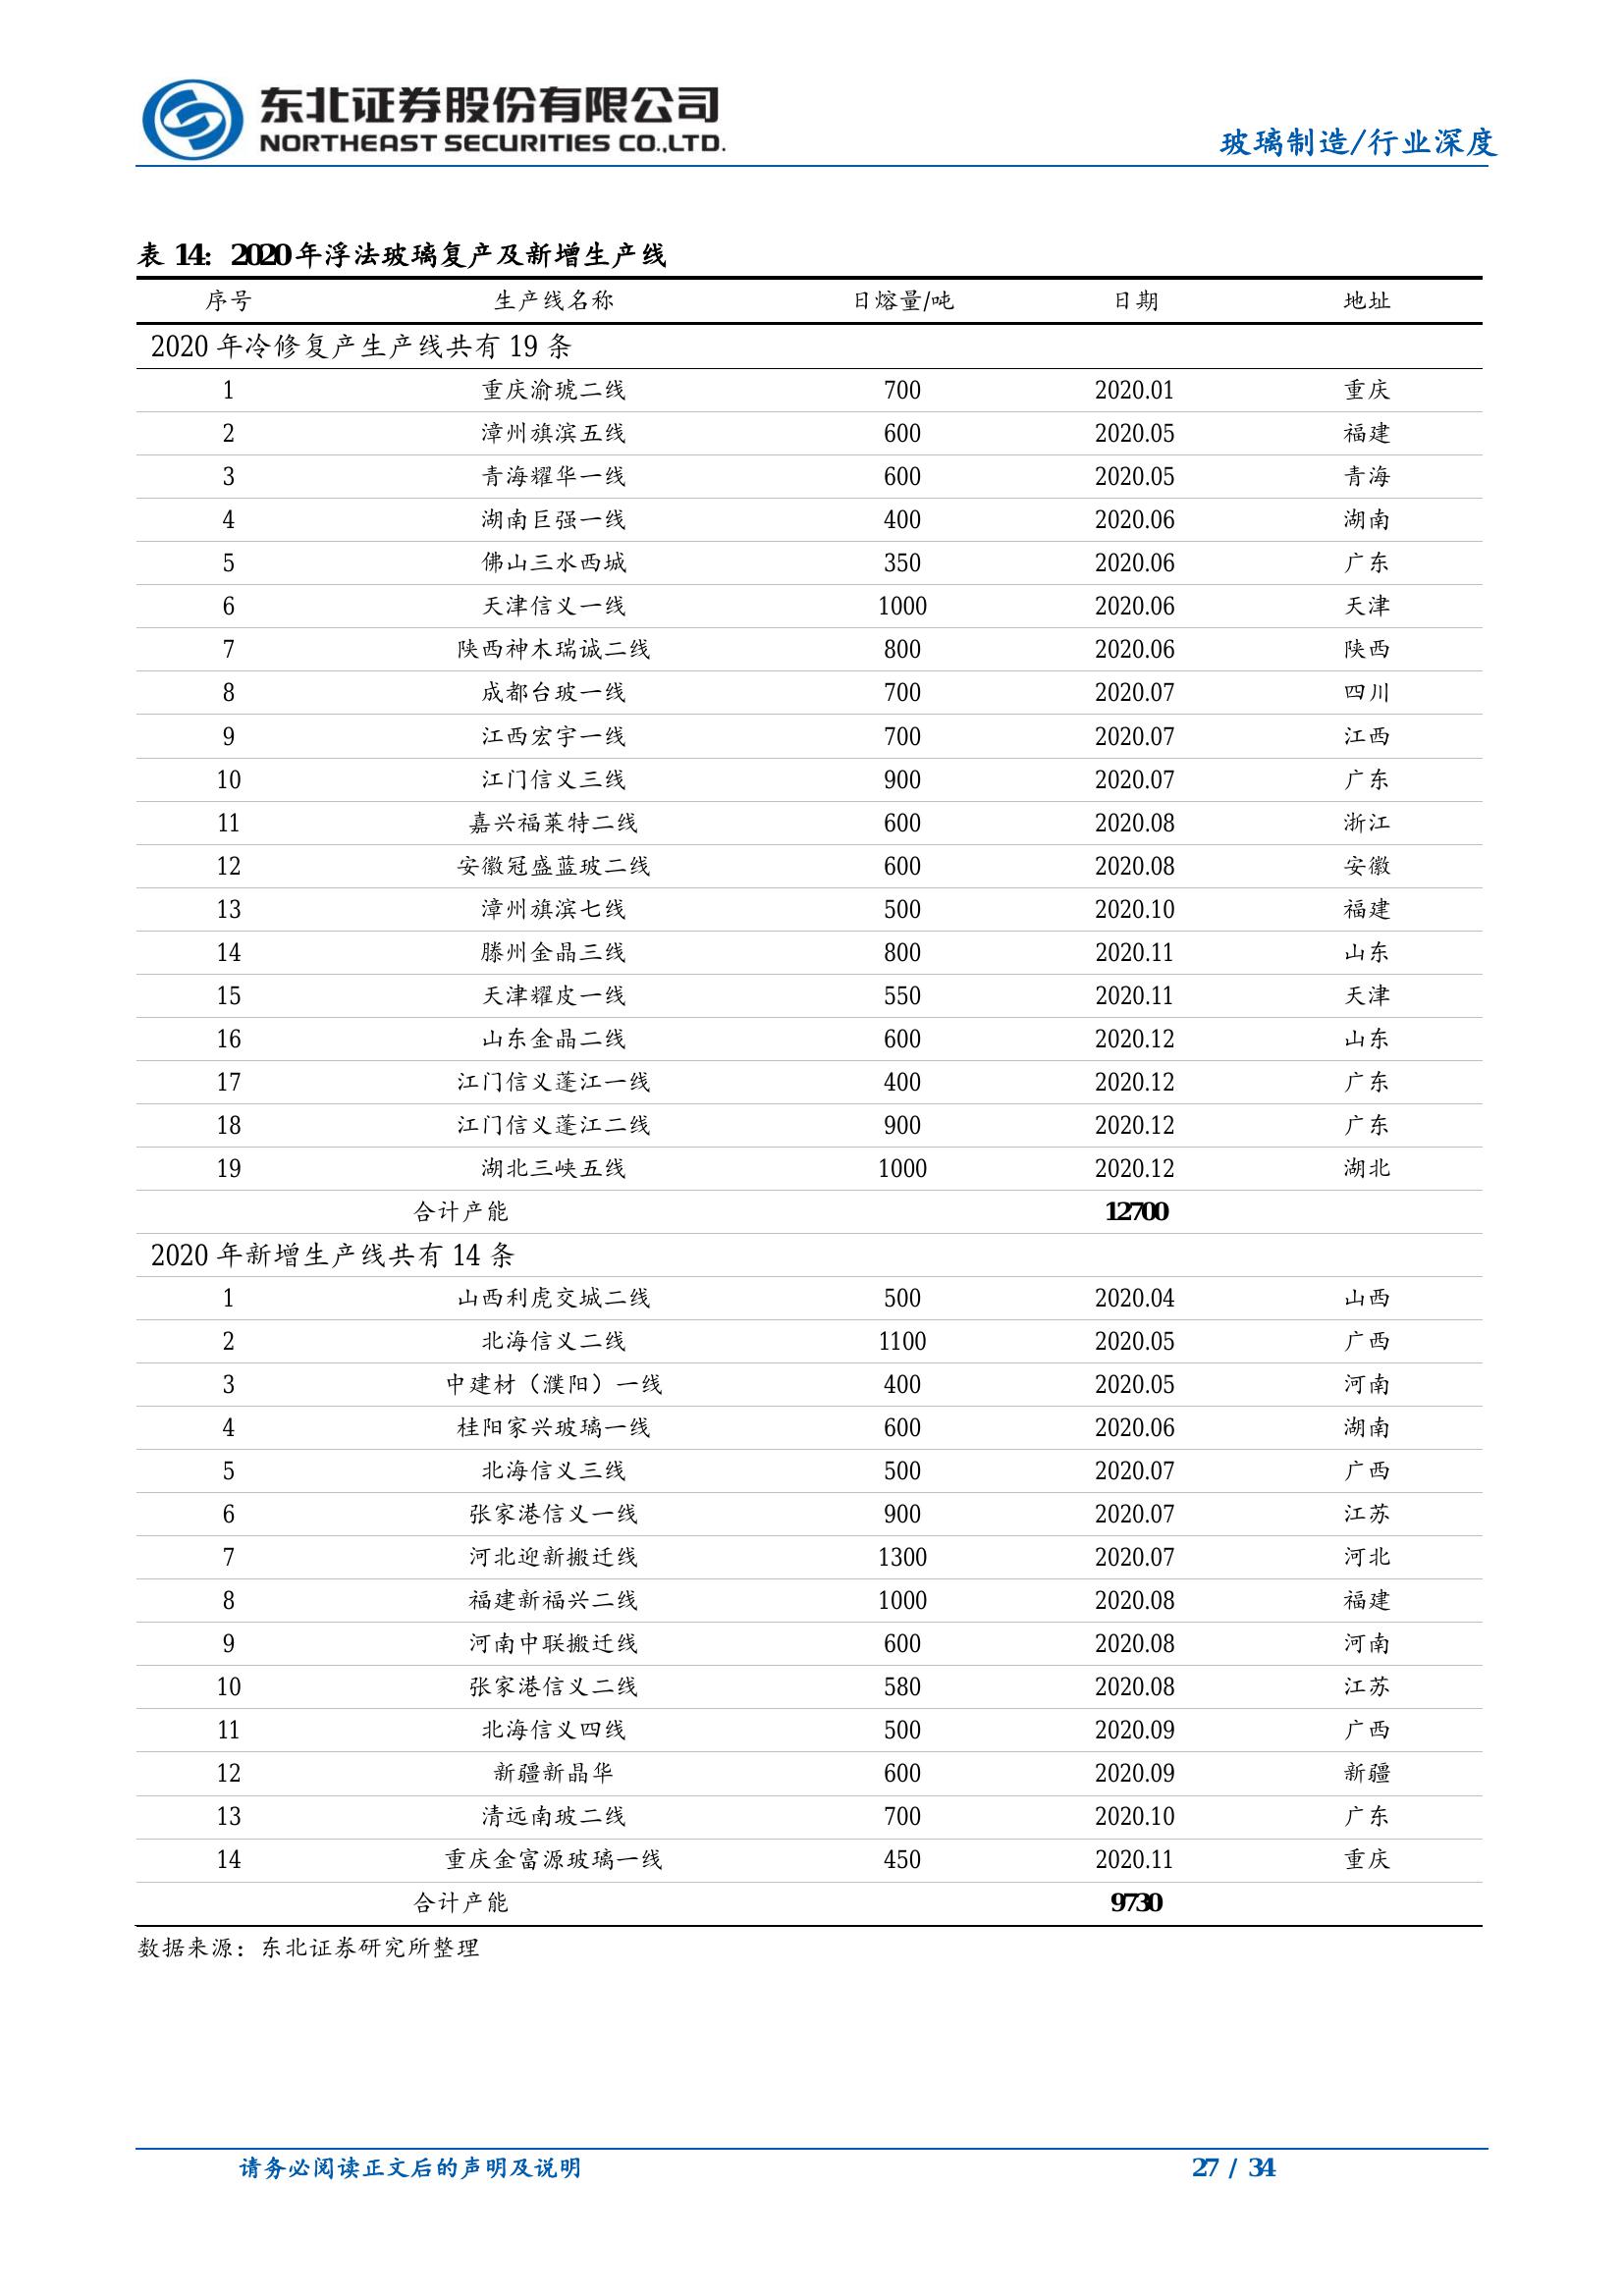 东北证券股份有限公司
NORTHEAST SECURITIES CO.,LTD.
玻璃制造/行业深度
表 14：2020 年浮法玻璃复产及新增生产线
序号 生产线名称 日熔量/吨 日期 地址
2020 年冷修复产生产线共有 19 条
1 重庆渝琥二线 700 2020.01 重庆
2 漳州旗滨五线 600 2020.05 福建
3 青海耀华一线 600 2020.05 青海
4 湖南巨强一线 400 2020.06 湖南
5 佛山三水西城 350 2020.06 广东
6 天津信义一线 1000 2020.06 天津
7 陕西神木瑞诚二线 800 2020.06 陕西
8 成都台玻一线 700 2020.07 四川
9 江西宏宇一线 700 2020.07 江西
10 江门信义三线 900 2020.07 广东
11 嘉兴福莱特二线 600 2020.08 浙江
12 安徽冠盛蓝玻二线 600 2020.08 安徽
13 漳州旗滨七线 500 2020.10 福建
14 滕州金晶三线 800 2020.11 山东
15 天津耀皮一线 550 2020.11 天津
16 山东金晶二线 600 2020.12 山东
17 江门信义蓬江一线 400 2020.12 广东
18 江门信义蓬江二线 900 2020.12 广东
19 湖北三峡五线 1000 2020.12 湖北
合计产能 12700
2020 年新增生产线共有 14 条
1 山西利虎交城二线 500 2020.04 山西
2 北海信义二线 1100 2020.05 广西
3 中建材（濮阳）一线 400 2020.05 河南
4 桂阳家兴玻璃一线 600 2020.06 湖南
5 北海信义三线 500 2020.07 广西
6 张家港信义一线 900 2020.07 江苏
7 河北迎新搬迁线 1300 2020.07 河北
8 福建新福兴二线 1000 2020.08 福建
9 河南中联搬迁线 600 2020.08 河南
10 张家港信义二线 580 2020.08 江苏
11 北海信义四线 500 2020.09 广西
12 新疆新晶华 600 2020.09 新疆
13 清远南玻二线 700 2020.10 广东
14 重庆金富源玻璃一线 450 2020.11 重庆
合计产能 9730
数据来源：东北证券研究所整理
请务必阅读正文后的声明及说明 27 / 34